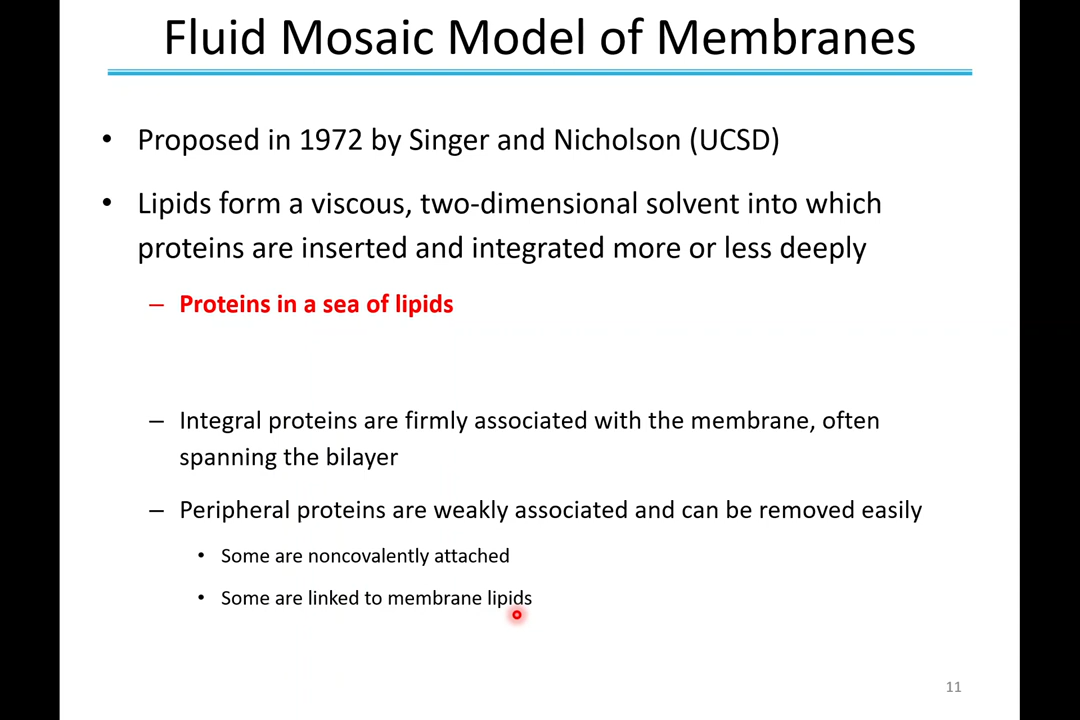 Fluid Mosaic Model of Membranes
• Proposed in 1972 by Singer and Nicholson (UCSD)
• Lipids form a viscous, two-dimensional solvent into which
proteins are inserted and integrated more or less deeply
– Proteins in a sea of lipids
– Integral proteins are firmly associated with the membrane, often
spanning the bilayer
– Peripheral proteins are weakly associated and can be removed easily
• Some are noncovalently attached
• Some are linked to membrane lipids
11